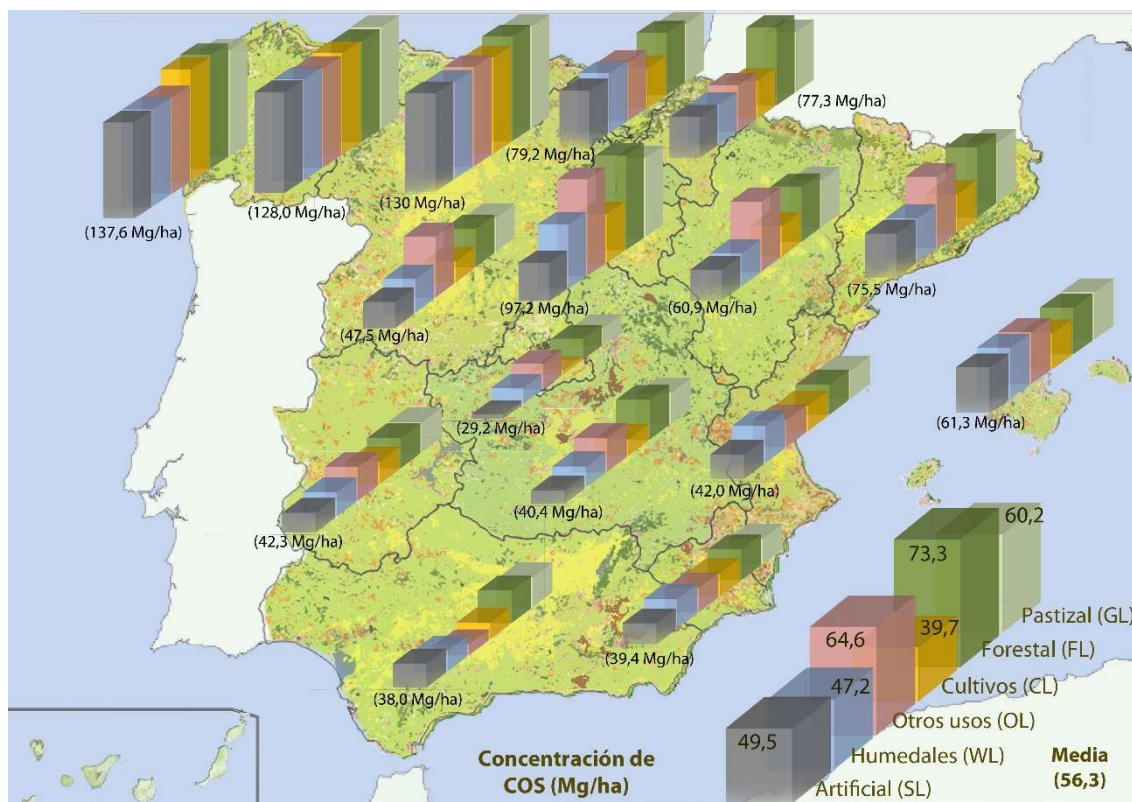 (77,3 Mg/ha)
(79,2 Mg/ha)
(130 Mg/ha)
(128,0 Mg/ha)
(137,6 Mg/ha)
(75,5 Mg/ha)
(60,9 Mg/ha)
(97,2 Mg/ha)
(47,5 Mg/ha)
(61,3 Mg/ha)
(29,2 Mg/ha)
(42,0 Mg/ha)
(40,4 Mg/ha)
(42,3 Mg/ha)
(39,4 Mg/ha)
(38,0 Mg/ha)
60,2
73,3
Pastizal (GL)
39,7
64,6
Forestal (FL)
47,2
Cultivos (CL)
Otros usos (OL)
49,5
Humedales (WL)
Artificial (SL)
Media
(56,3)
Concentración de
COS (Mg/ha)